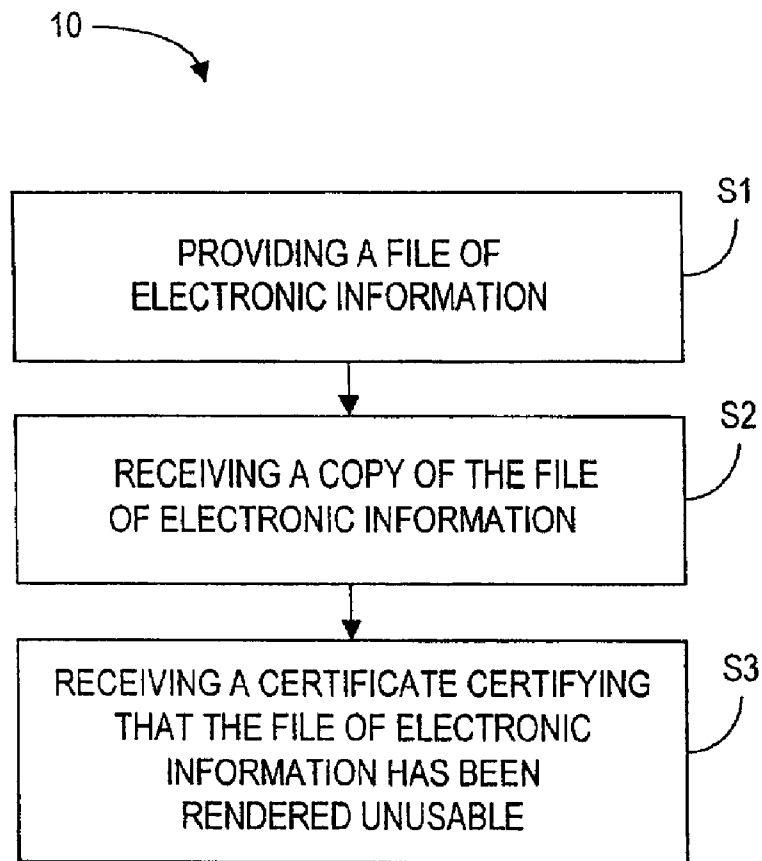 10
S1
PROVIDING A FILE OF
ELECTRONIC INFORMATION
S2
RECEIVING A COPY OF THE FILE
OF ELECTRONIC INFORMATION
S3
RECEIVING A CERTIFICATE CERTIFYING
THAT THE FILE OF ELECTRONIC
INFORMATION HAS BEEN
RENDERED UNUSABLE